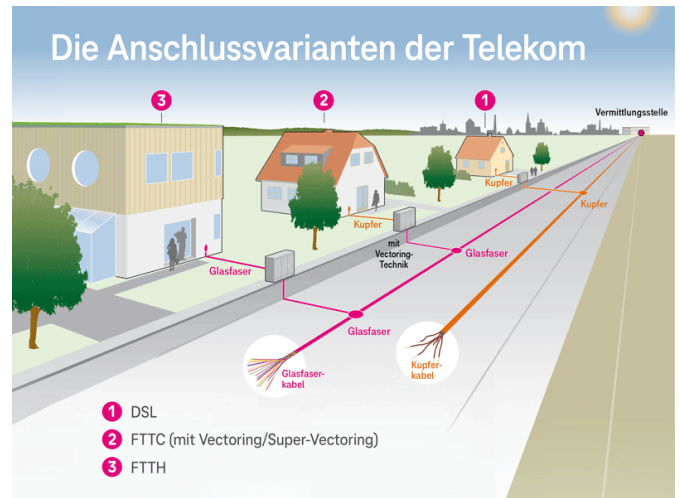 Die Anschlussvarianten der Telekom
3
2
1
Vermittlungsstelle
Kupfer
Kupfer
Kupfer
mit
Vectoring-
Technik
Glasfaser
Glasfaser
Glasfaser
Glasfaser-
kabel
Kupfer-
kabel
1 DSL
2 FTTC (mit Vectoring/Super-Vectoring)
3 FTTH